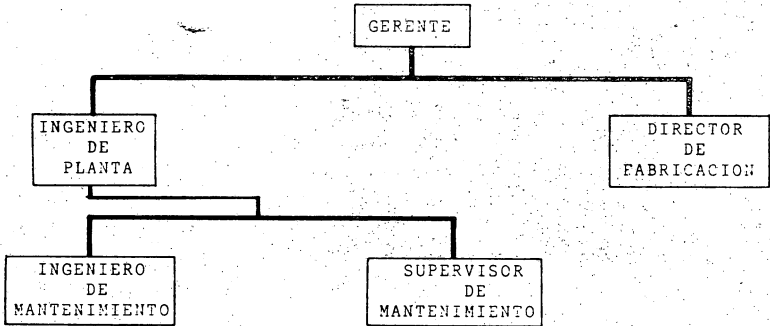 GERENTE
INGENIERO
DE
PLANTA
DIRECTOR
DE
FABRICACION
INGENIERO
DE
MANTENIMIENTO
SUPERVISOR
DE
MANTENIMIENTO